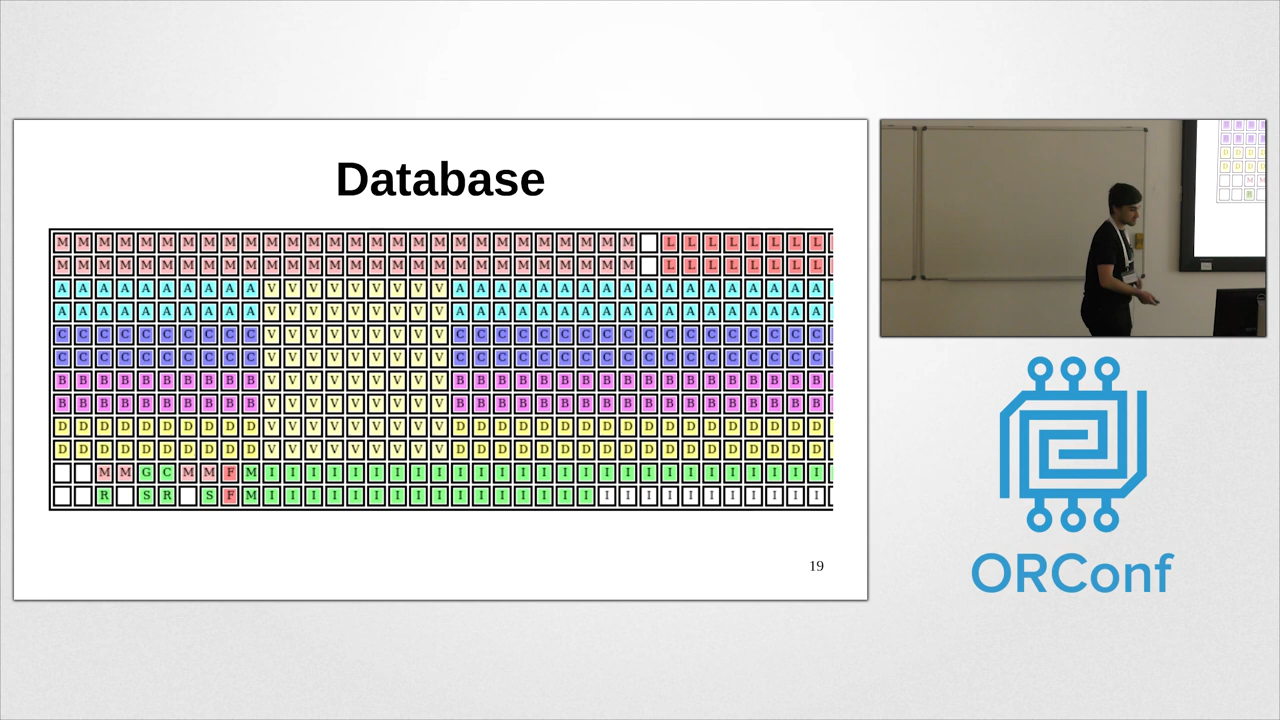 Database
M M M M M M M M M M M M M M M M M M M M M M M M M M M M L L L L L L L L
M M M M M M M M M M M M M M M M M M M M M M M M M M M M L L L L L L L L
A A A A A A A A A A V V V V V V V V V A A A A A A A A A A A A A A A A A A
A A A A A A A A A A V V V V V V V V V A A A A A A A A A A A A A A A A A A
C C C C C C C C C C V V V V V V V V V C C C C C C C C C C C C C C C C C C
C C C C C C C C C C V V V V V V V V V C C C C C C C C C C C C C C C C C C
B B B B B B B B B B V V V V V V V V V B B B B B B B B B B B B B B B B B B
B B B B B B B B B B V V V V V V V V V B B B B B B B B B B B B B B B B B B
D D D D D D D D D D V V V V V V V V V D D D D D D D D D D D D D D D D D D
D D D D D D D D D D V V V V V V V V V D D D D D D D D D D D D D D D D D D
M M G C M M F M I I I I I I I I I I I I I I I I I I I I I I I I I I I
R S R S F M I I I I I I I I I I I I I I I I I I I I I I I I I I I
19
ORConf